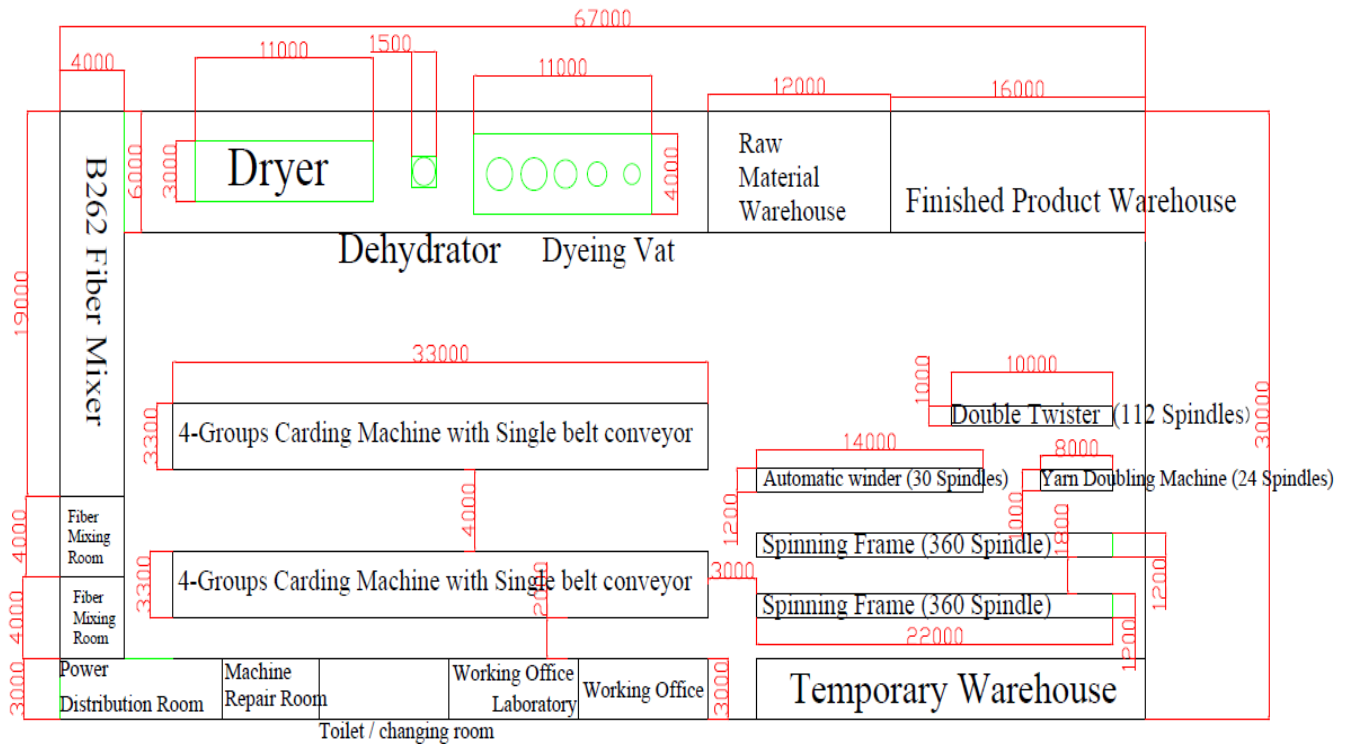 67000
4000
11000
1500
11000
12000
16000
B262 Fiber Mixer
6000
3000
Dryer
4000
Raw
Material
Warehouse
Finished Product Warehouse
Dehydrator
Dyeing Vat
19000
30000
33000
3300
4-Groups Carding Machine with Single belt conveyor
1000
10000
Double Twister (112 Spindles)
14000
8000
1200
Automatic winder (30 Spindles)
1000
Yarn Doubling Machine (24 Spindles)
4000
4000
Fiber
Mixing
Room
1800
Spinning Frame (360 Spindle)
1200
3300
4-Groups Carding Machine with Single belt conveyor
3000
4000
Fiber
Mixing
Room
2000
Spinning Frame (360 Spindle)
22000
1200
3000
Power
Distribution Room
Machine
Repair Room
Toilet / changing room
Working Office
Laboratory
Working Office
3000
Temporary Warehouse